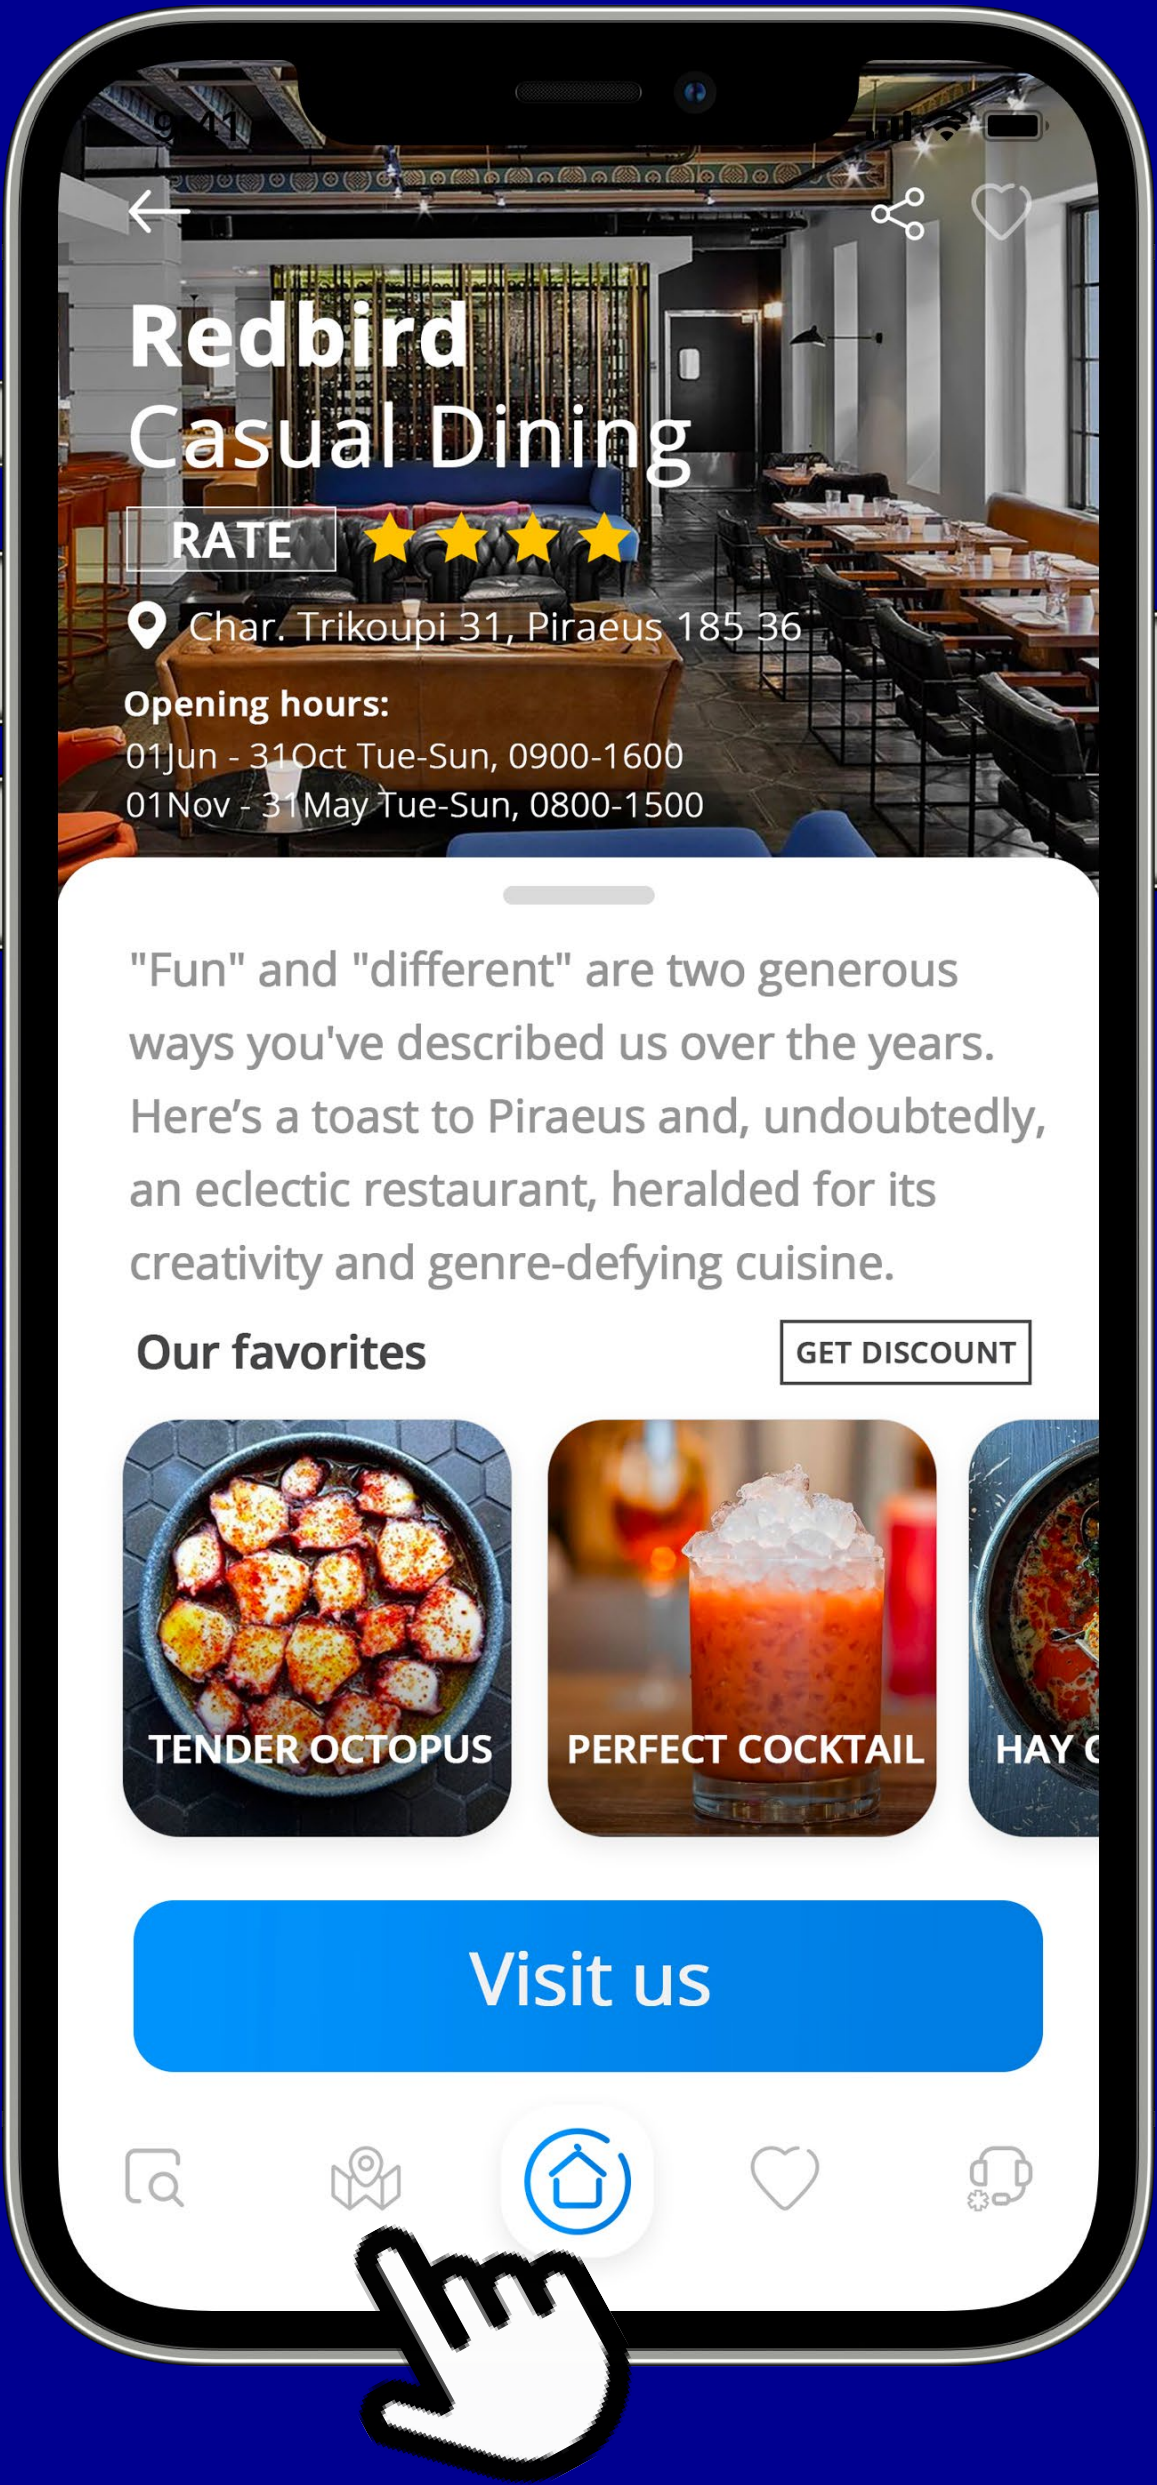 9:41
Redbird
Casual Dining
RATE
Char. Trikoupi 31, Piraeus 185 36
Opening hours:
01Jun - 31Oct Tue-Sun, 0900-1600
01Nov - 31May Tue-Sun, 0800-1500
"Fun" and "different" are two generous
ways you've described us over the years.
Here’s a toast to Piraeus and, undoubtedly,
an eclectic restaurant, heralded for its
creativity and genre-defying cuisine.
Our favorites
GET DISCOUNT
TENDER OCTOPUS
PERFECT COCKTAIL
HAY
Visit us